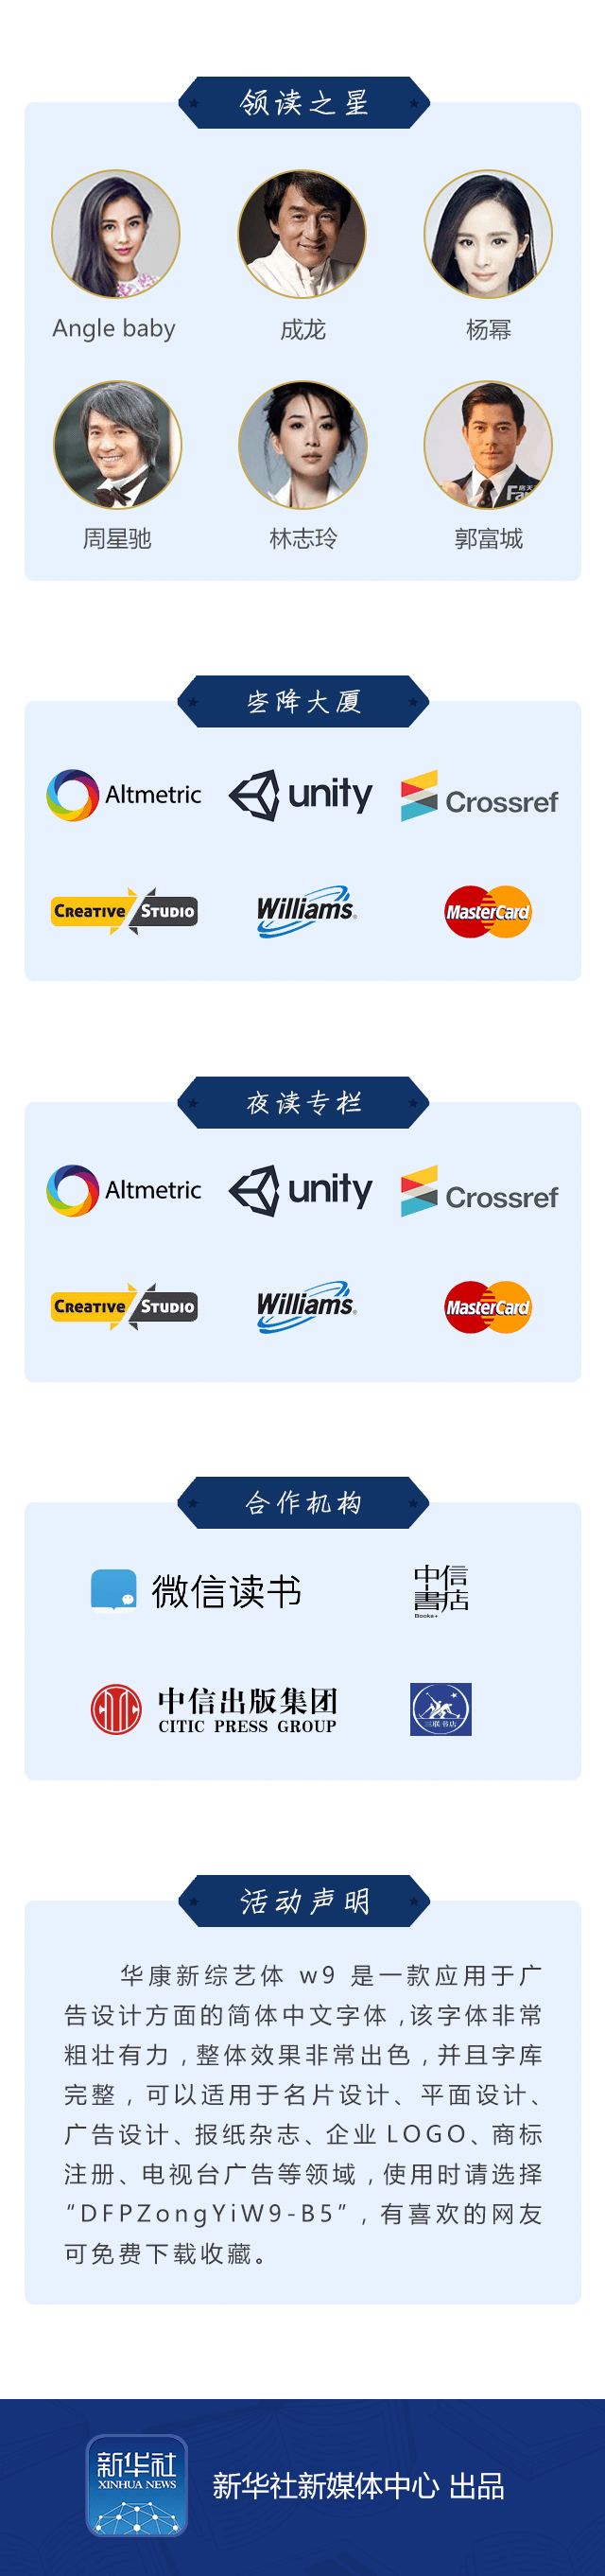 领读之星
Angle baby
成龙
杨幂
房天
Fa
周星驰
林志玲
郭富城
空降大厦
Altmetric
unity
Crossref
CREATIVE STUDIO
Williams®
MasterCard
夜读专栏
Altmetric
unity
Crossref
CREATIVE STUDIO
Williams®
MasterCard
合作机构
微信读书
中信
書店
Books+
中信出版集团
CITIC PRESS GROUP
三联书店
活动声明
华康新综艺体 w9 是一款应用于广
告设计方面的简体中文字体,该字体非常
粗壮有力,整体效果非常出色,并且字库
完整,可以适用于名片设计、平面设计、
广告设计、报纸杂志、企业LOGO、商标
注册、电视台广告等领域,使用时请选择
“DFPZongYiW9-B5”,有喜欢的网友
可免费下载收藏。
新华社
XINHUA NEWS
新华社新媒体中心 出品